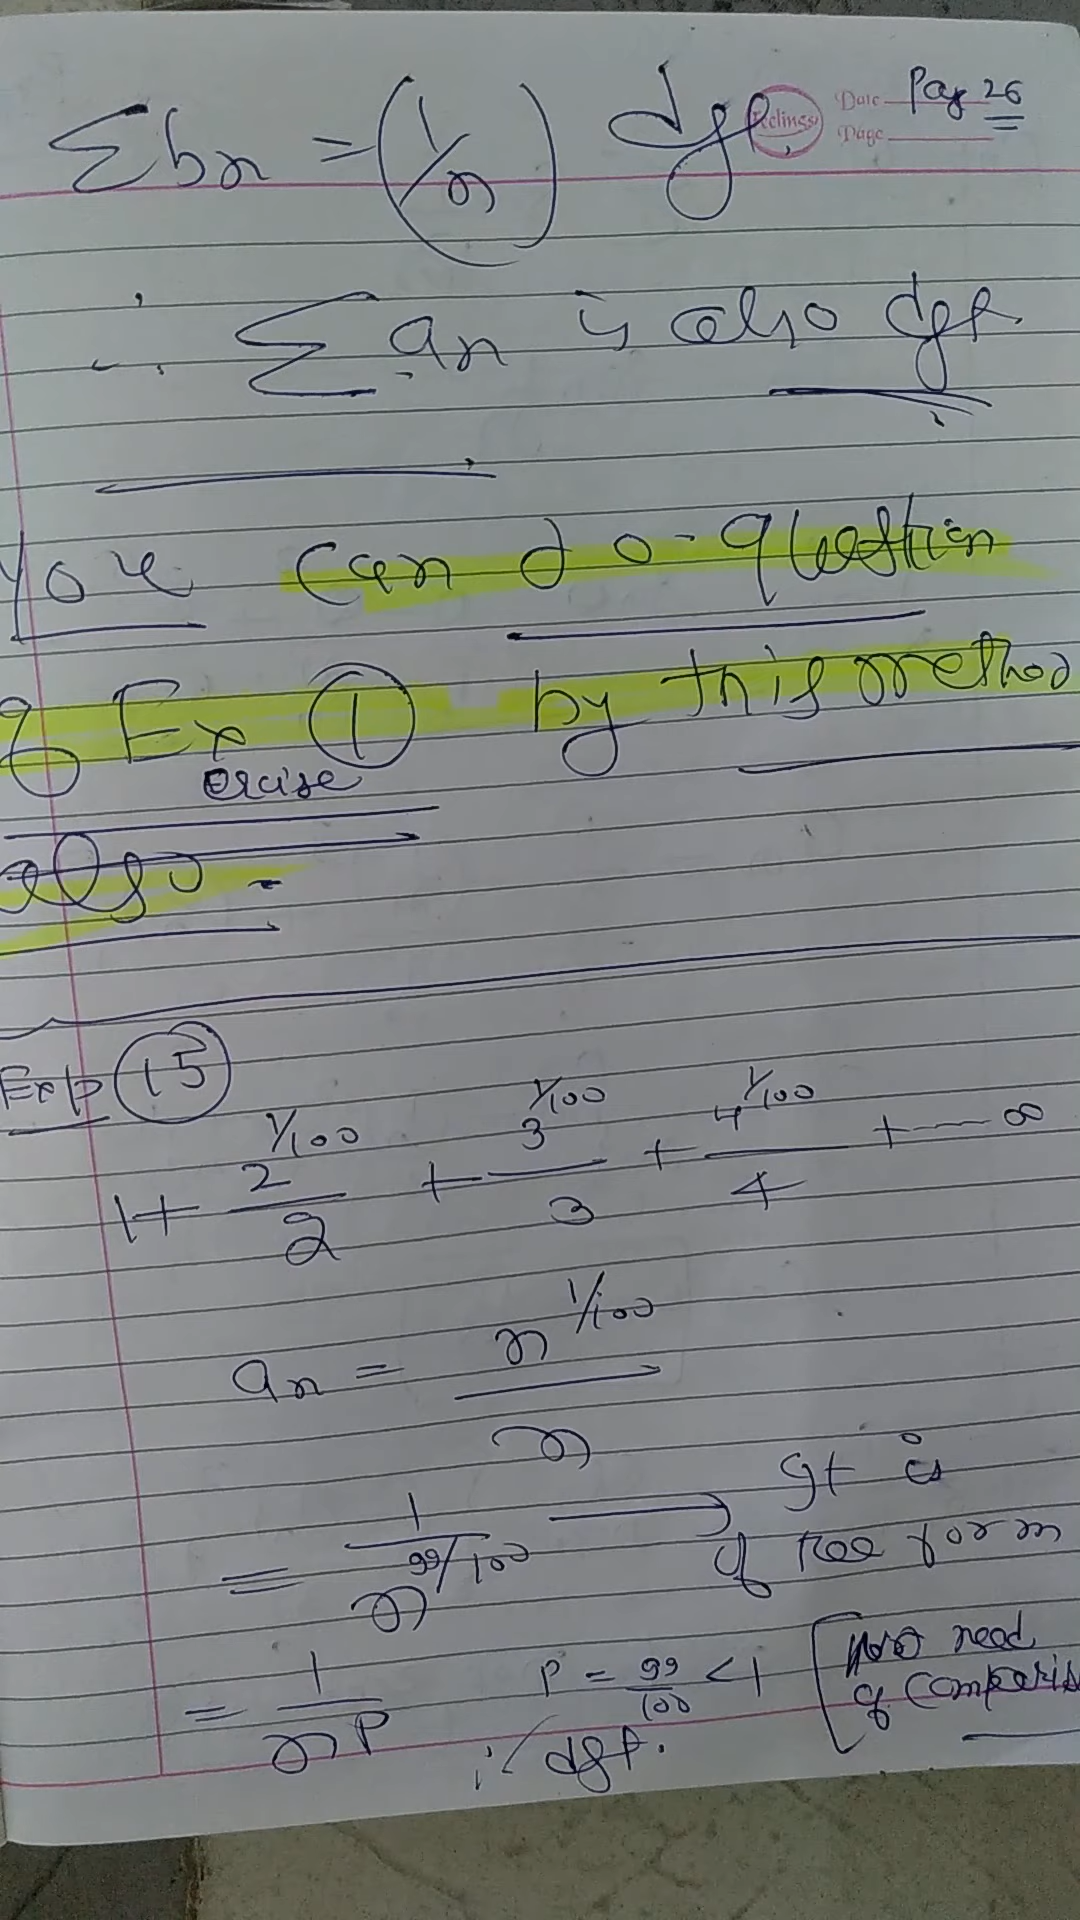 Date Pag 26
Page
Σbn = (1/n) dgt.
∴ Σ an is also dgt.
You can do question
of Ex ① by this method
ercise
also -
Exp ⑮
1 + 2^1/100 / 2 + 3^1/100 / 3 + 4^1/100 / 4 + ---- ∞
an = n^1/100 / n
= 1 / n^99/100 → It is
of the form
= 1 / n^P P = 99/100 < 1 [ no need
of comparis
∴ dgt.